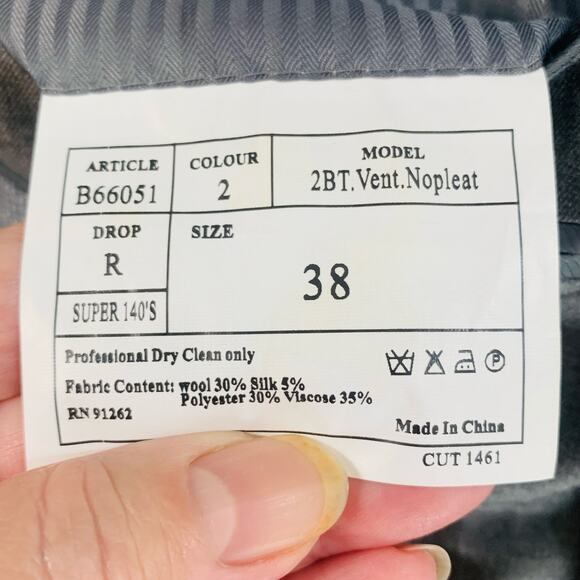 ARTICLE
B66051
COLOUR
2
MODEL
2BT.Vent.Nopleat
DROP
R
SUPER 140'S
SIZE
38
Professional Dry Clean only
P
Fabric Content: wool 30% Silk 5%
Polyester 30% Viscose 35%
RN 91262
Made In China
CUT 1461